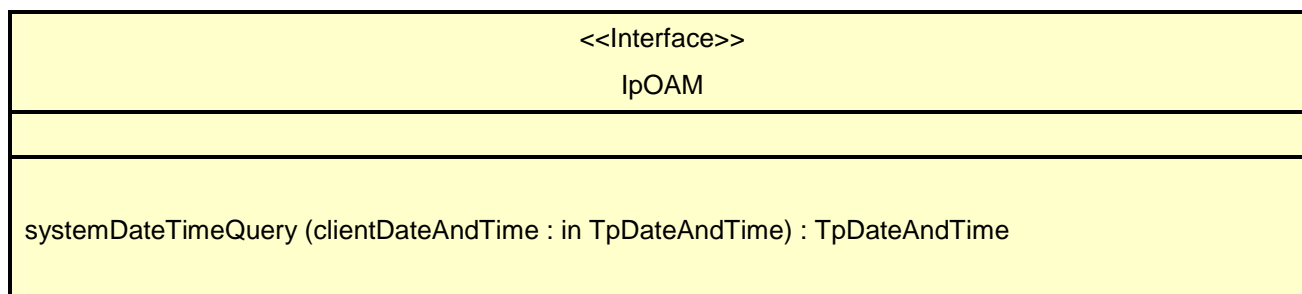 <<Interface>>
IpOAM
systemDateTimeQuery (clientDateAndTime : in TpDateAndTime) : TpDateAndTime